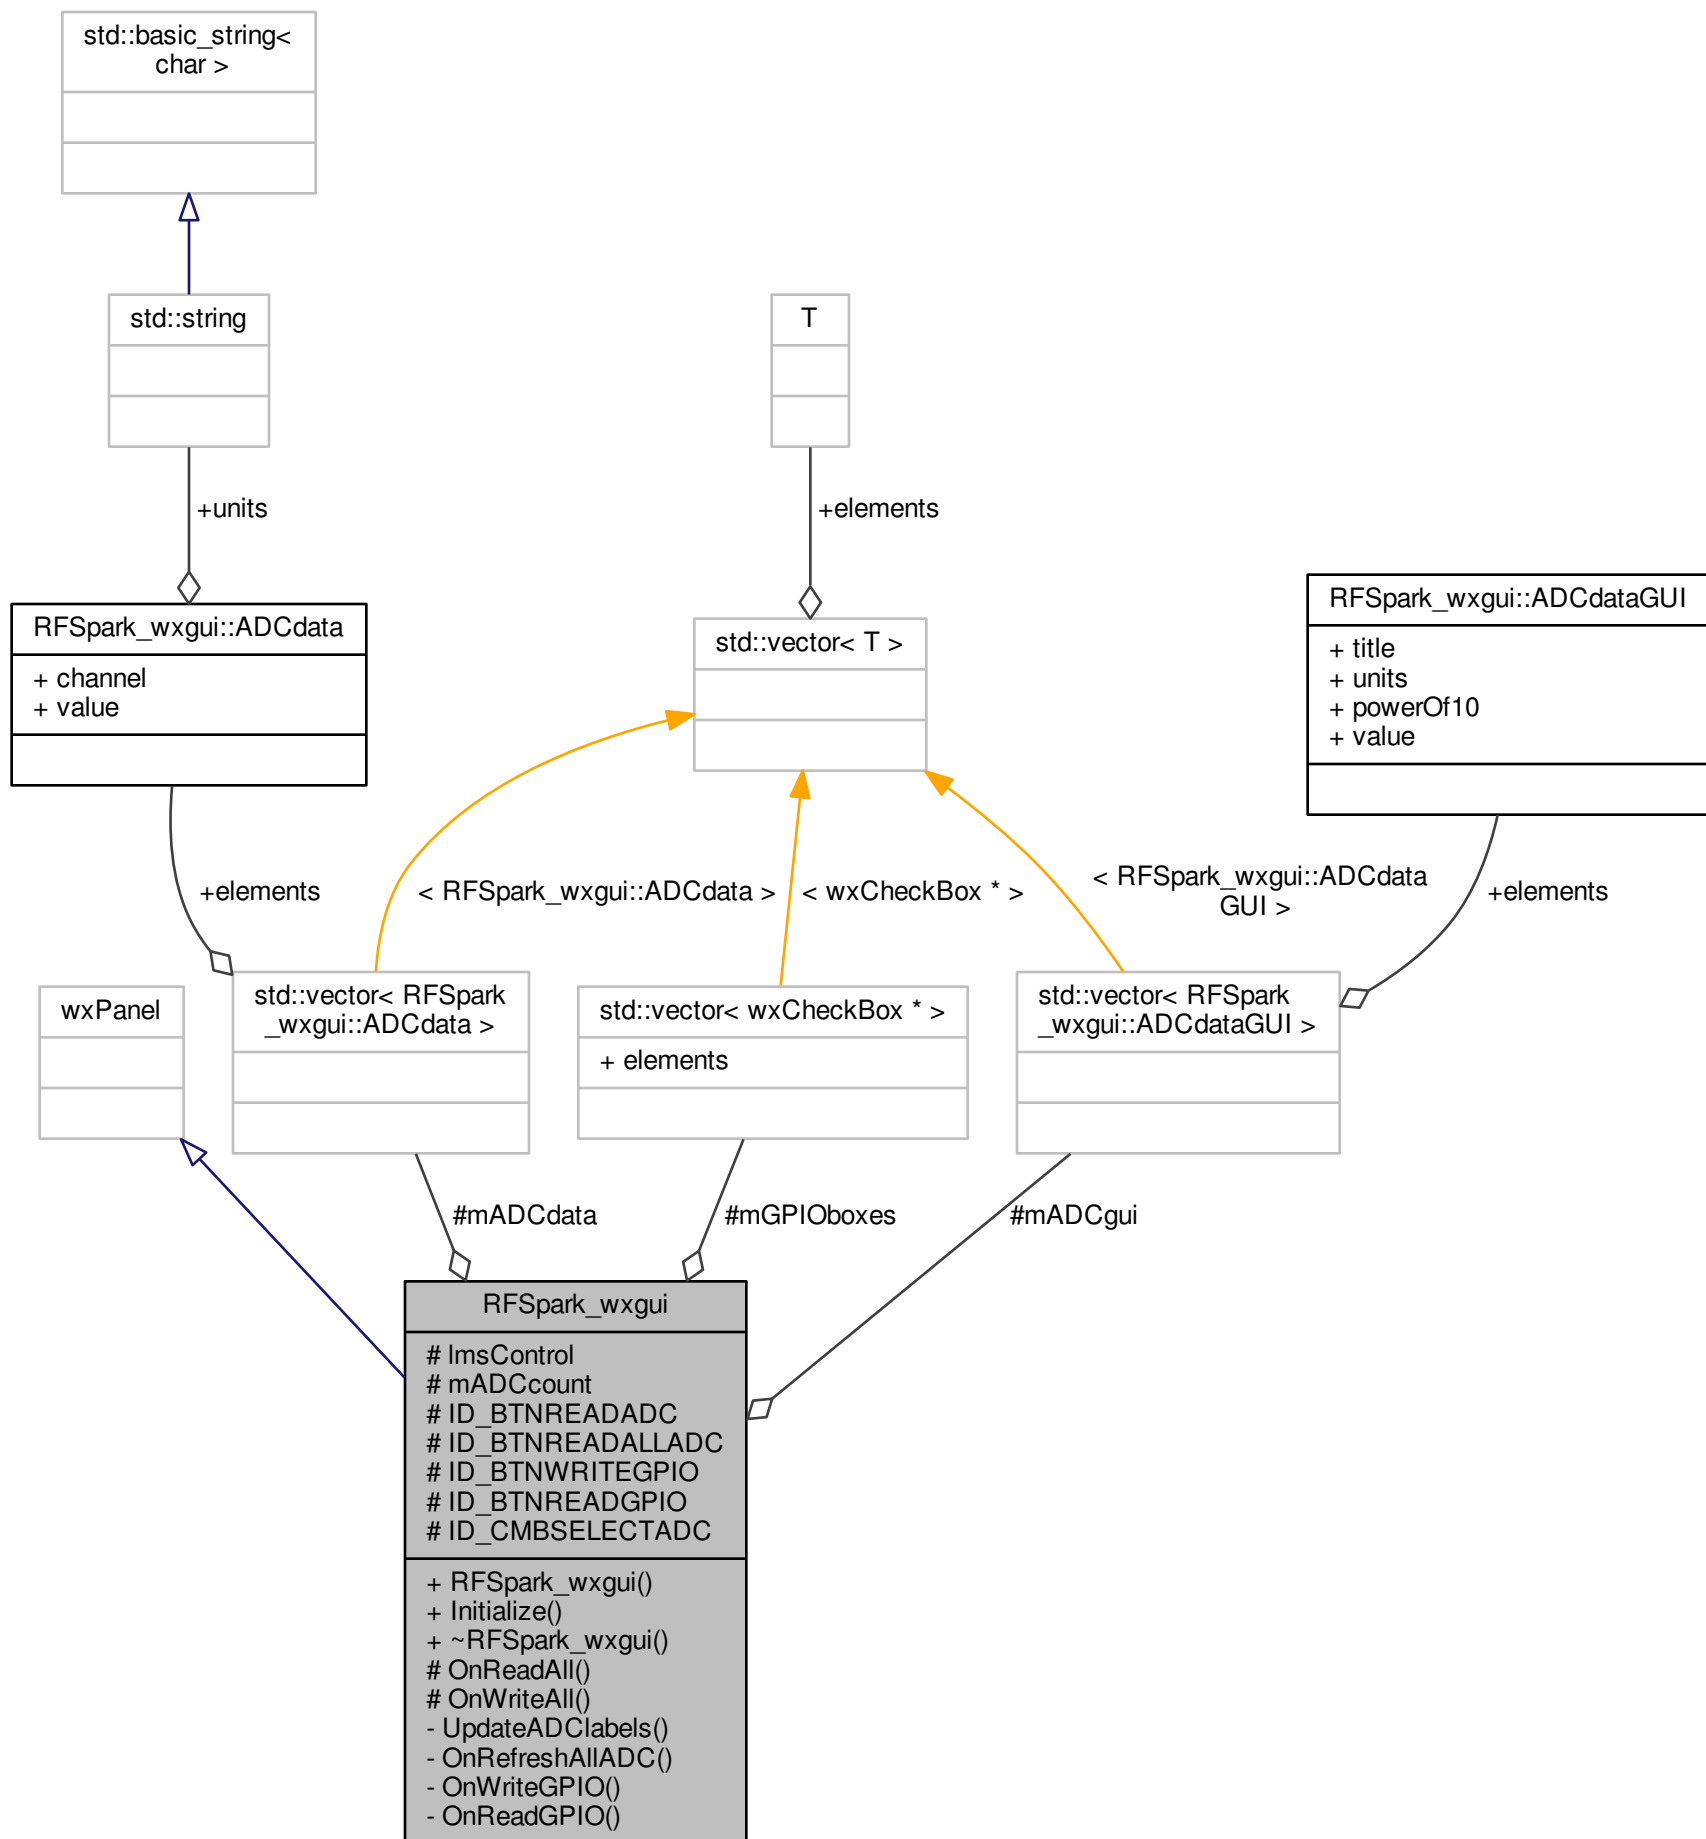 std::basic_string<
char >
std::string
T
+units
+elements
RFSpark_wxgui::ADCdata
+ channel
+ value
std::vector< T >
RFSpark_wxgui::ADCdataGUI
+ title
+ units
+ powerOf10
+ value
+elements
< RFSpark_wxgui::ADCdata >
< wxCheckBox * >
< RFSpark_wxgui::ADCdata
GUI >
+elements
wxPanel
std::vector< RFSpark
_wxgui::ADCdata >
std::vector< wxCheckBox * >
+ elements
std::vector< RFSpark
_wxgui::ADCdataGUI >
#mADCdata
#mGPIOboxes
#mADCgui
RFSpark_wxgui
# lmsControl
# mADCcount
# ID_BTNREADADC
# ID_BTNREADALLADC
# ID_BTNWRITEGPIO
# ID_BTNREADGPIO
# ID_CMBSELECTADC
+ RFSpark_wxgui()
+ Initialize()
+ ~RFSpark_wxgui()
# OnReadAll()
# OnWriteAll()
- UpdateADClabels()
- OnRefreshAllADC()
- OnWriteGPIO()
- OnReadGPIO()